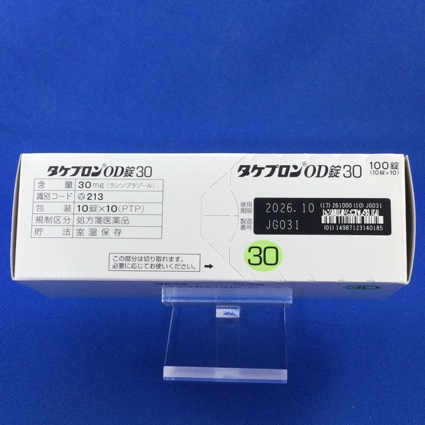 タケプロン®OD錠30
含量 30mg(ランソプラゾール)
識別コード 213
包装 10錠×10(PTP)
規制区分 処方箋医薬品
貯法 室温保存
この部分は切り取れます。
必要に応じてお使いください。
タケプロン®OD錠30 100錠
(10錠×10)
使用期限 2026.10
製造番号 JG031
(17)261000(10)JG031
(01)14987123140185
30